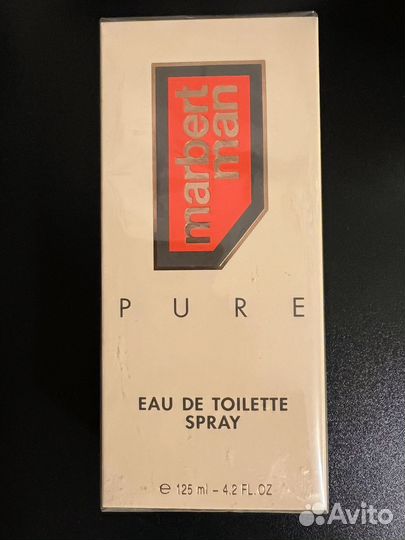 marbert
man
PURE
EAU DE TOILETTE
SPRAY
℮ 125 ml - 4.2 FL.OZ
Avito